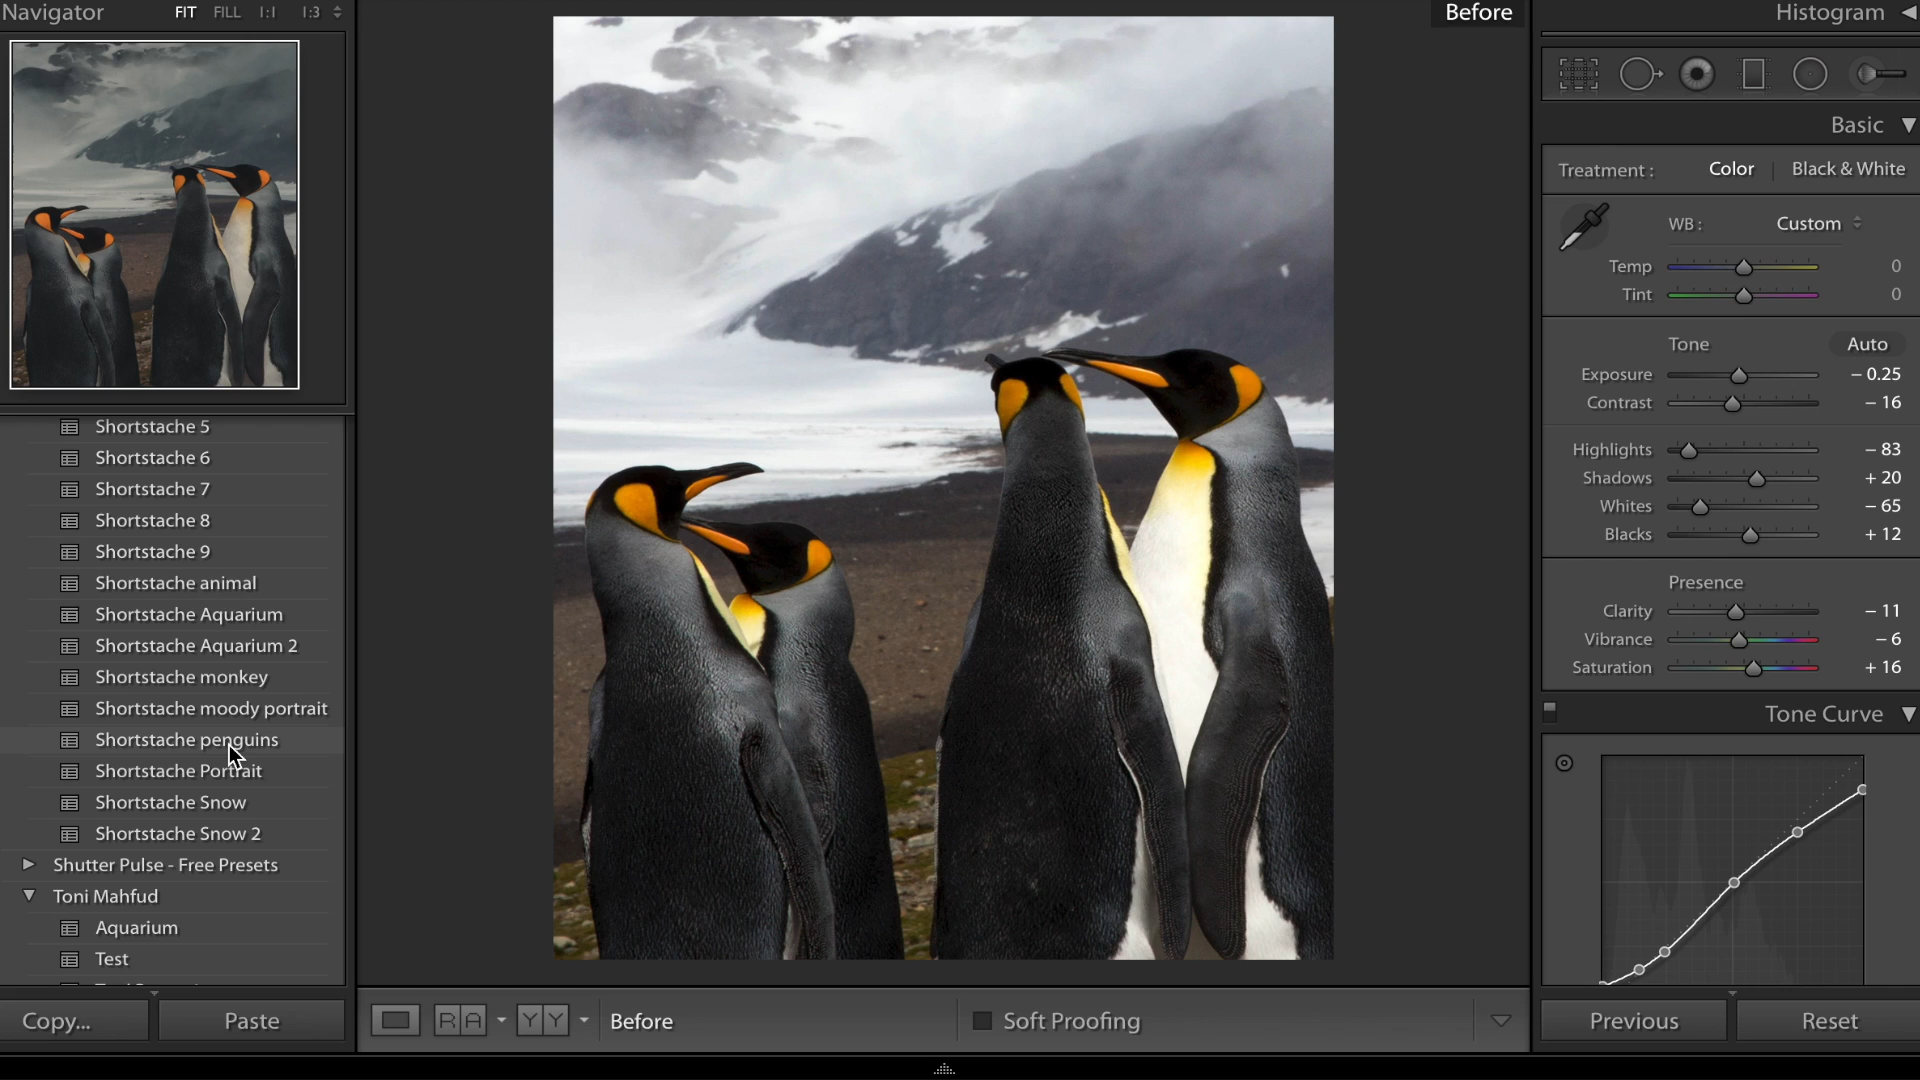 Navigator FIT FILL 1:1 1:3
Shortstache 5
Shortstache 6
Shortstache 7
Shortstache 8
Shortstache 9
Shortstache animal
Shortstache Aquarium
Shortstache Aquarium 2
Shortstache monkey
Shortstache moody portrait
Shortstache penguins
Shortstache Portrait
Shortstache Snow
Shortstache Snow 2
Shutter Pulse - Free Presets
Toni Mahfud
Aquarium
Test
Copy... Paste
Before
R A Y Y Before Soft Proofing
Histogram
Basic
Treatment : Color | Black & White
WB : Custom
Temp 0
Tint 0
Tone Auto
Exposure – 0.25
Contrast – 16
Highlights – 83
Shadows + 20
Whites – 65
Blacks + 12
Presence
Clarity – 11
Vibrance – 6
Saturation + 16
Tone Curve
Previous Reset